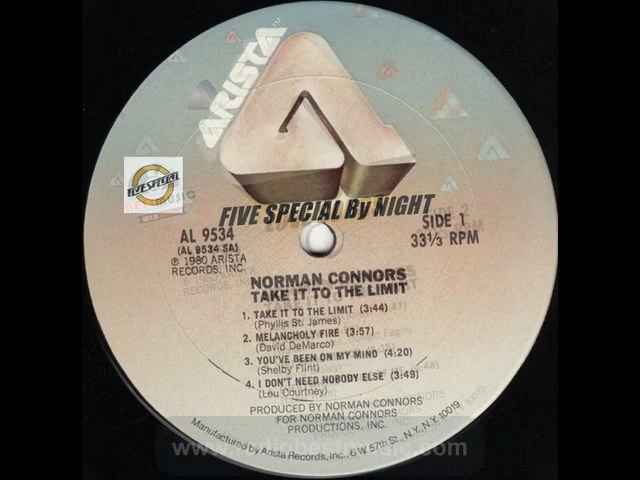 ARISTA
FIVE SPECIAL
MUSIC
FIVE SPECIAL By NIGHT
AL 9534
(AL 9534 SA)
℗ 1980 ARISTA
RECORDS, INC.
SIDE 1
33⅓ RPM
NORMAN CONNORS
TAKE IT TO THE LIMIT
1. TAKE IT TO THE LIMIT (3:44)
(Phyllis St. James)
2. MELANCHOLY FIRE (3:57)
(David DeMarco)
3. YOU'VE BEEN ON MY MIND (4:20)
(Shelby Flint)
4. I DON'T NEED NOBODY ELSE (3:49)
(Lou Courtney)
PRODUCED BY NORMAN CONNORS
FOR NORMAN CONNORS
PRODUCTIONS, INC.
Manufactured by Arista Records, Inc., 6 W. 57th St., N.Y., N.Y. 10019